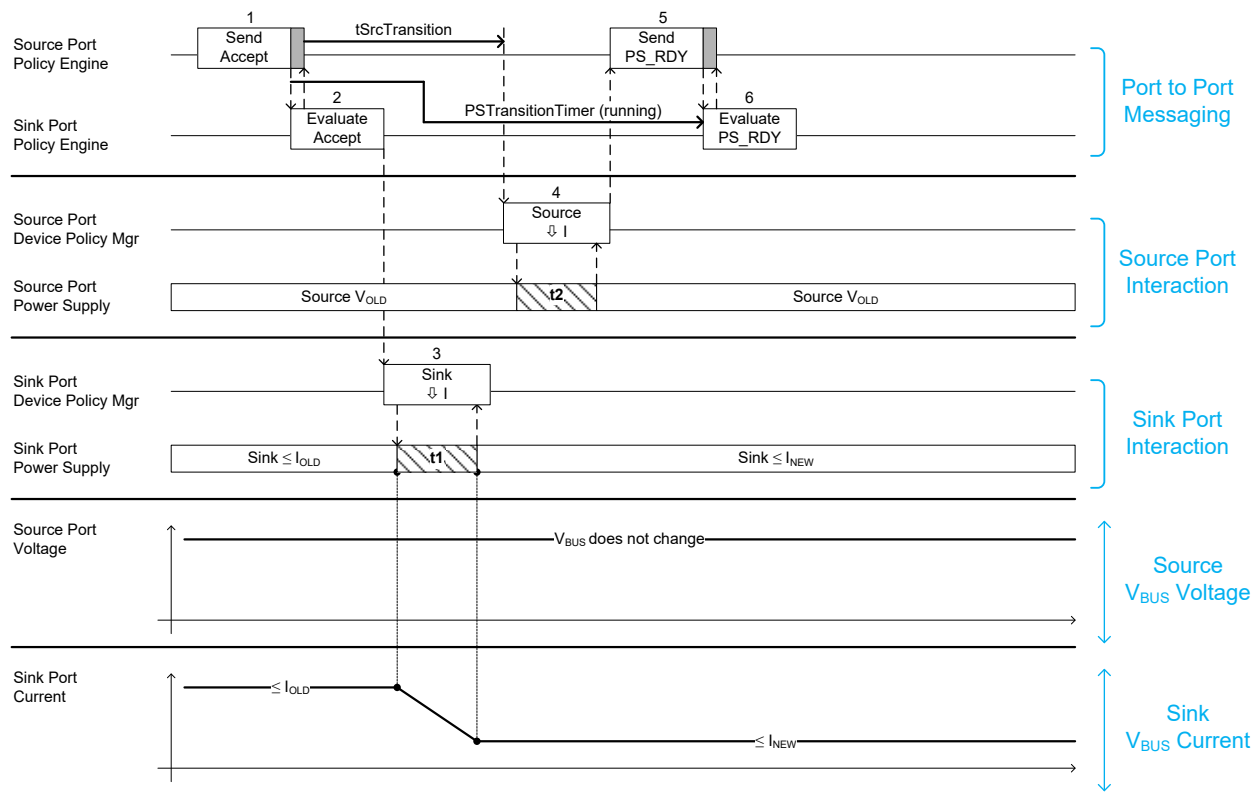 1
5
Source Port
Policy Engine
Send
Accept
tSrcTransition
Send
PS_RDY
2
6
Sink Port
Policy Engine
Evaluate
Accept
PSTransitionTimer (running)
Evaluate
PS_RDY
Port to Port
Messaging
4
Source Port
Device Policy Mgr
Source
⇩ I
Source Port
Power Supply
Source VOLD
t2
Source VOLD
Source Port
Interaction
3
Sink Port
Device Policy Mgr
Sink
⇩ I
Sink Port
Power Supply
Sink ≤ IOLD
t1
Sink ≤ INEW
Sink Port
Interaction
Source Port
Voltage
VBUS does not change
Source
VBUS Voltage
Sink Port
Current
≤ IOLD
≤ INEW
Sink
VBUS Current